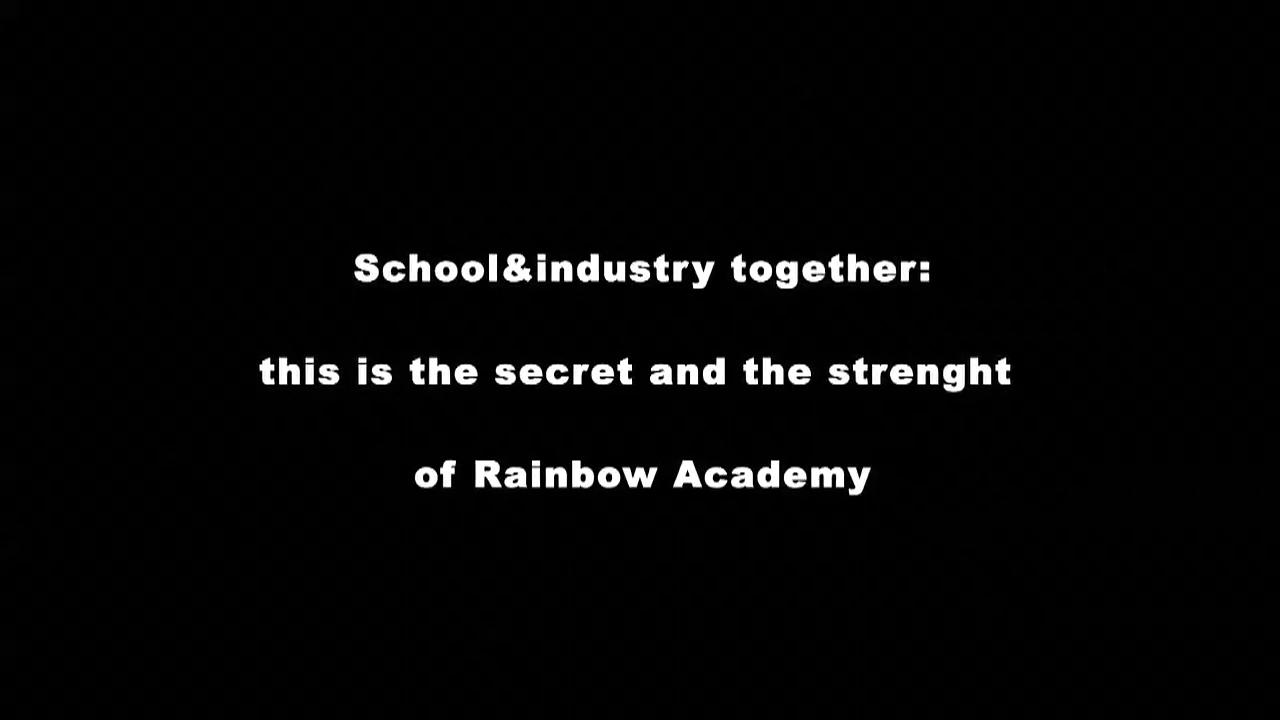 School&industry together:
this is the secret and the strenght
of Rainbow Academy